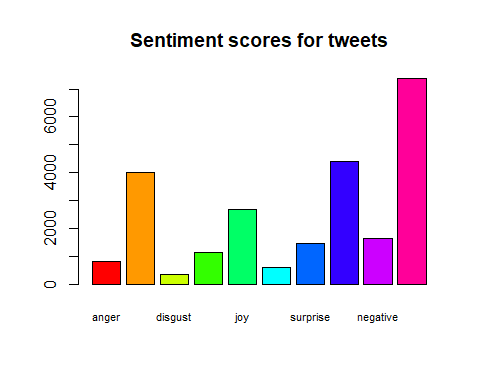 Sentiment scores for tweets
6000
4000
2000
0
anger disgust joy surprise negative